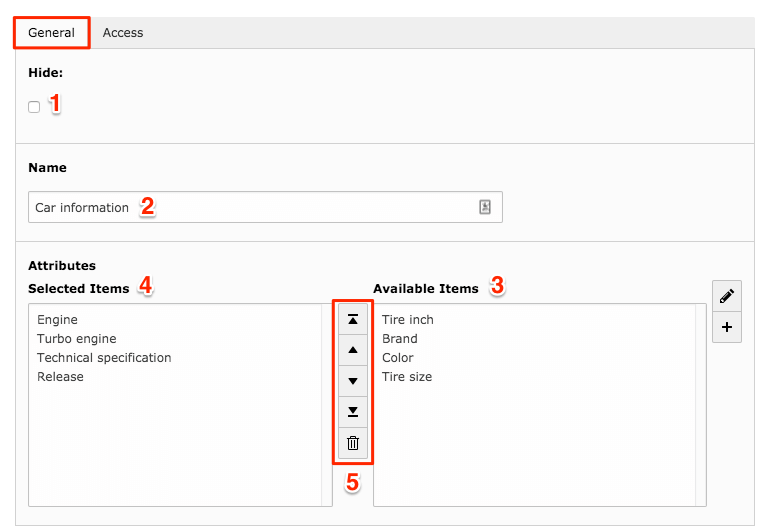 General Access
Hide:
1
Name
Car information 2
Attributes
Selected Items 4
Available Items 3
Engine
Turbo engine
Technical specification
Release
Tire inch
Brand
Color
Tire size
5